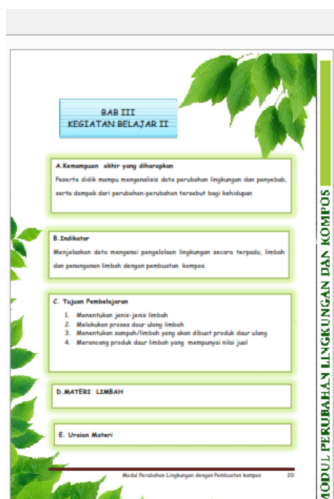 BAB III
KEGIATAN BELAJAR II
A.Kemampuan akhir yang diharapkan
Peserta didik mampu menganalisis data perubahan lingkungan dan penyebab,
serta dampak dari perubahan-perubahan tersebut bagi kehidupan
B.Indikator
Menjelaskan data mengenai pengelolaan lingkungan secara terpadu, limbah
dan penanganan limbah dengan pembuatan kompos.
C. Tujuan Pembelajaran
1. Menentukan jenis-jenis limbah
2. Melakukan proses daur ulang limbah
3. Menentukan sampah/limbah yang akan dibuat produk daur ulang
4. Merancang produk daur limbah yang mempunyai nilai jual
D.MATERI LIMBAH
E. Uraian Materi
Modul Perubahan Lingkungan dengan Pembuatan kompos 20
MODUL PERUBAHAN LINGKUNGAN DAN KOMPOS